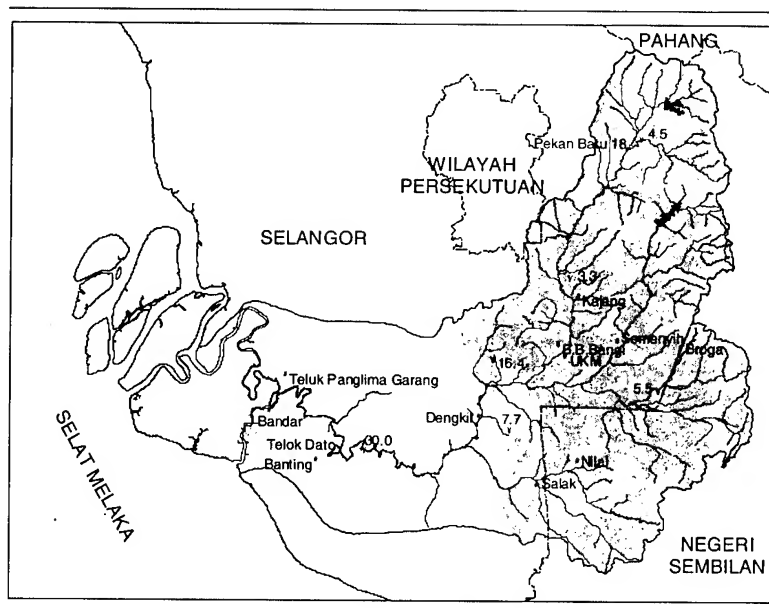 PAHANG
Pekan Batu 18
4.5
WILAYAH
PERSEKUTUAN
SELANGOR
3.3
Kajang
B.B.Bangi
UKM
Semenyih
Broga
16.4
5.5
Teluk Panglima Garang
Bandar
Dengkil
7.7
Telok Dato
30.0
Banting
Nilai
Salak
SELAT MELAKA
NEGERI
SEMBILAN